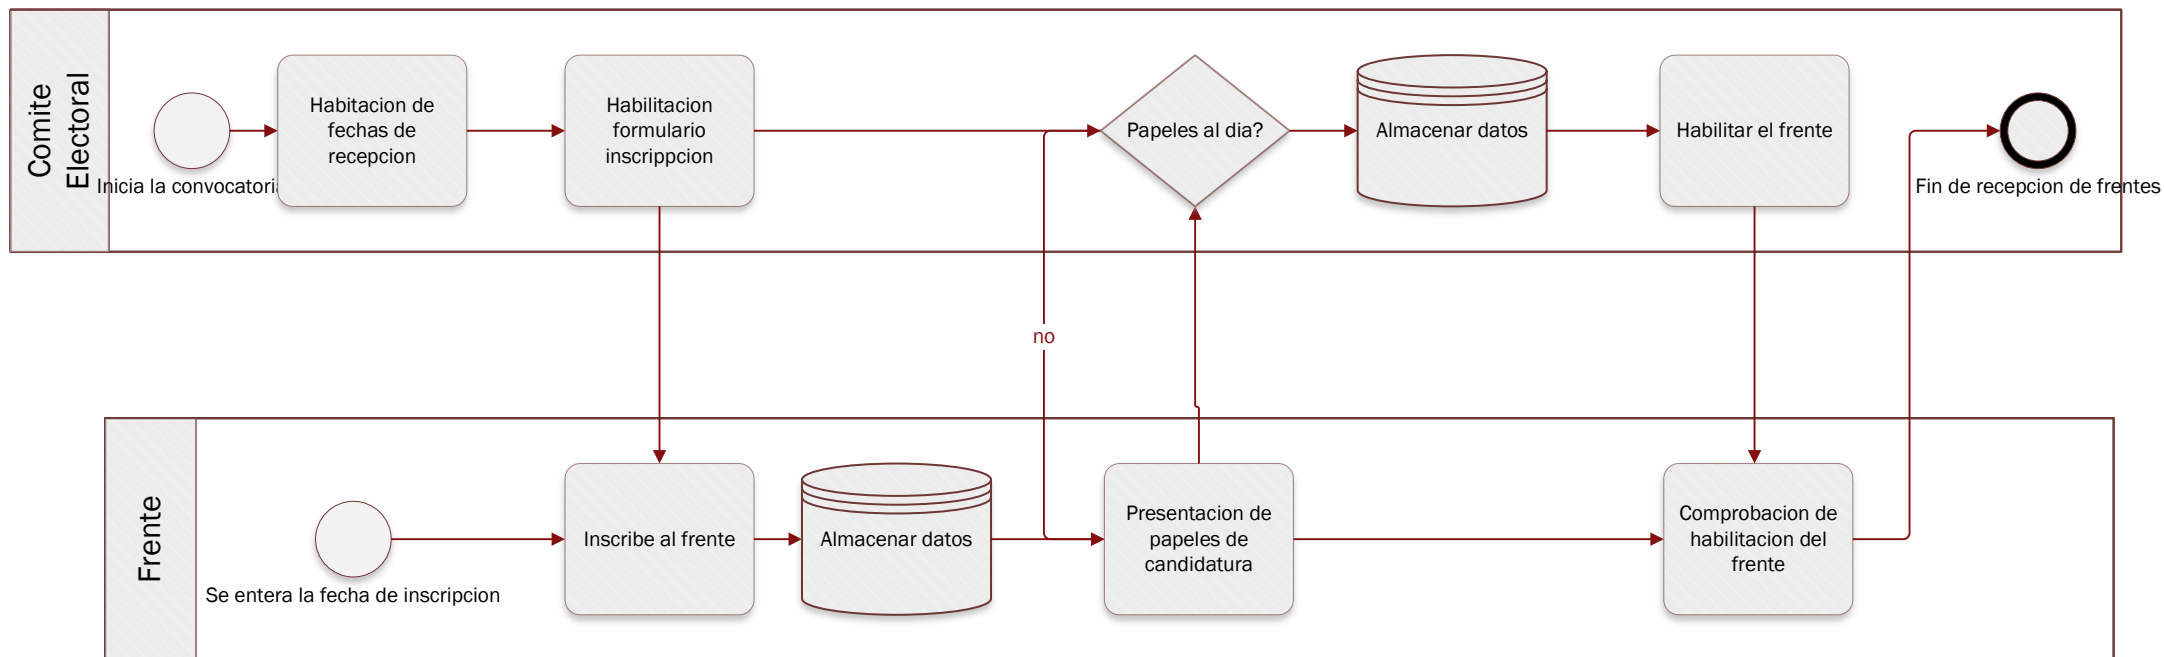 Comite
Electoral
Inicia la convocatori
Habitacion de
fechas de
recepcion
Habilitacion
formulario
inscrippcion
Papeles al dia?
Almacenar datos
Habilitar el frente
Fin de recepcion de frentes
no
Frente
Se entera la fecha de inscripcion
Inscribe al frente
Almacenar datos
Presentacion de
papeles de
candidatura
Comprobacion de
habilitacion del
frente